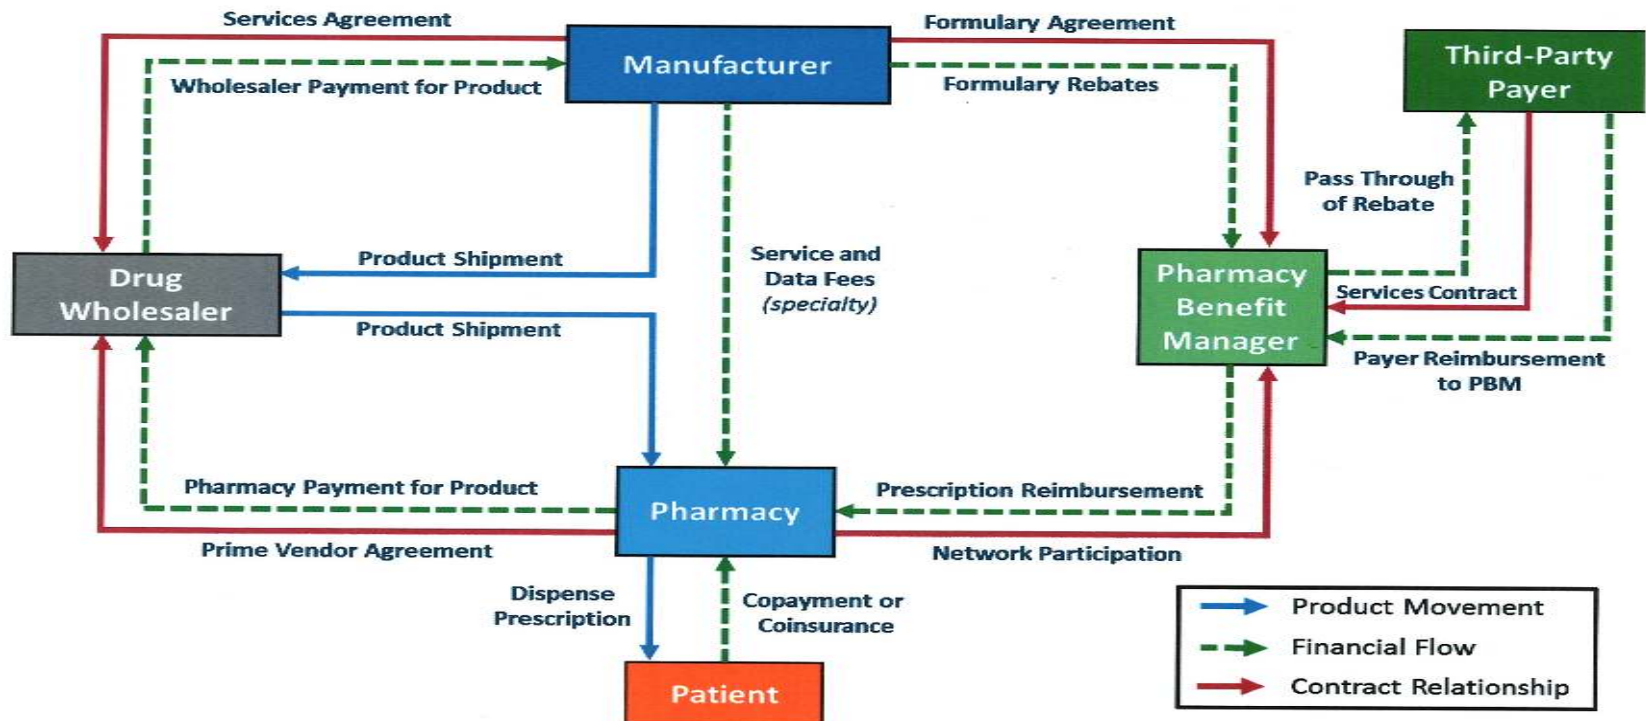 Services Agreement
Formulary Agreement
Manufacturer
Third-Party
Payer
Wholesaler Payment for Product
Formulary Rebates
Pass Through
of Rebate
Drug
Wholesaler
Product Shipment
Product Shipment
Service and
Data Fees
(specialty)
Pharmacy
Benefit
Manager
Services Contract
Payer Reimbursement
to PBM
Pharmacy Payment for Product
Prescription Reimbursement
Pharmacy
Prime Vendor Agreement
Network Participation
Dispense
Prescription
Copayment or
Coinsurance
Patient
Product Movement
Financial Flow
Contract Relationship